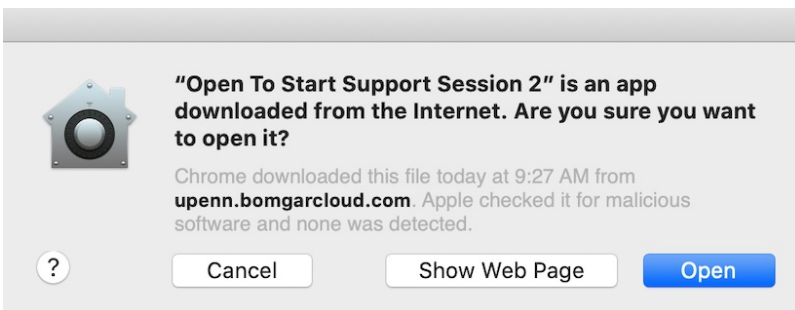 “Open To Start Support Session 2” is an app
downloaded from the Internet. Are you sure you want
to open it?
Chrome downloaded this file today at 9:27 AM from
upenn.bomgarcloud.com. Apple checked it for malicious
software and none was detected.
? Cancel Show Web Page Open